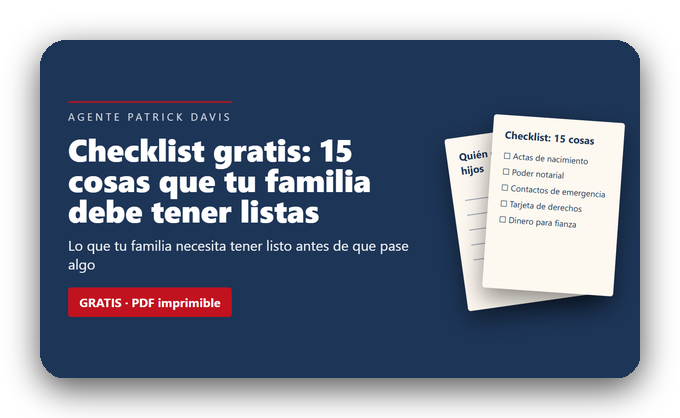 AGENTE PATRICK DAVIS
Checklist gratis: 15
cosas que tu familia
debe tener listas
Lo que tu familia necesita tener listo antes de que pase
algo
GRATIS · PDF imprimible
Quién
hijos
Checklist: 15 cosas
☐ Actas de nacimiento
☐ Poder notarial
☐ Contactos de emergencia
☐ Tarjeta de derechos
☐ Dinero para fianza